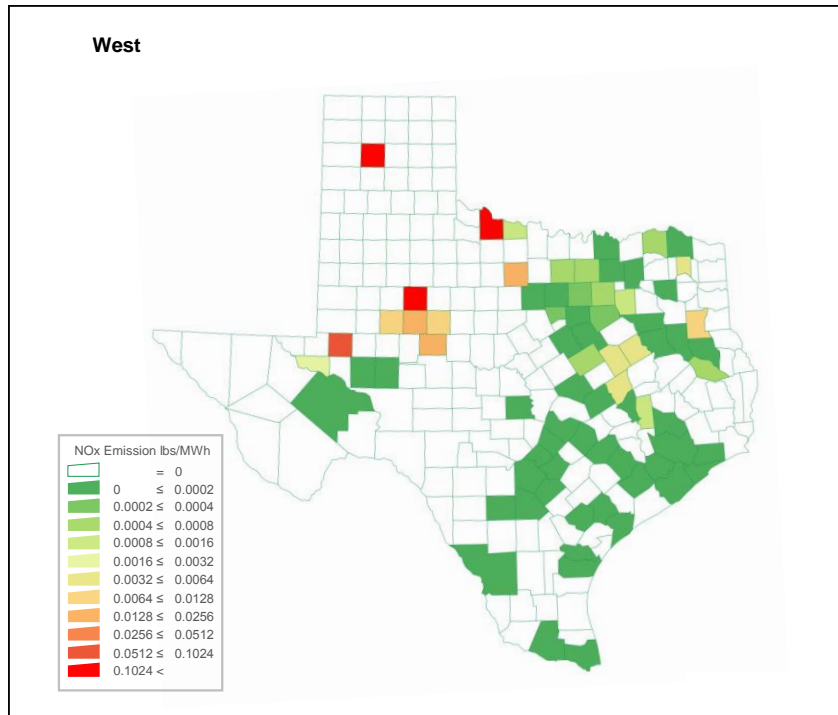 West
NOx Emission lbs/MWh
= 0
0 ≤ 0.0002
0.0002 ≤ 0.0004
0.0004 ≤ 0.0008
0.0008 ≤ 0.0016
0.0016 ≤ 0.0032
0.0032 ≤ 0.0064
0.0064 ≤ 0.0128
0.0128 ≤ 0.0256
0.0256 ≤ 0.0512
0.0512 ≤ 0.1024
0.1024 <